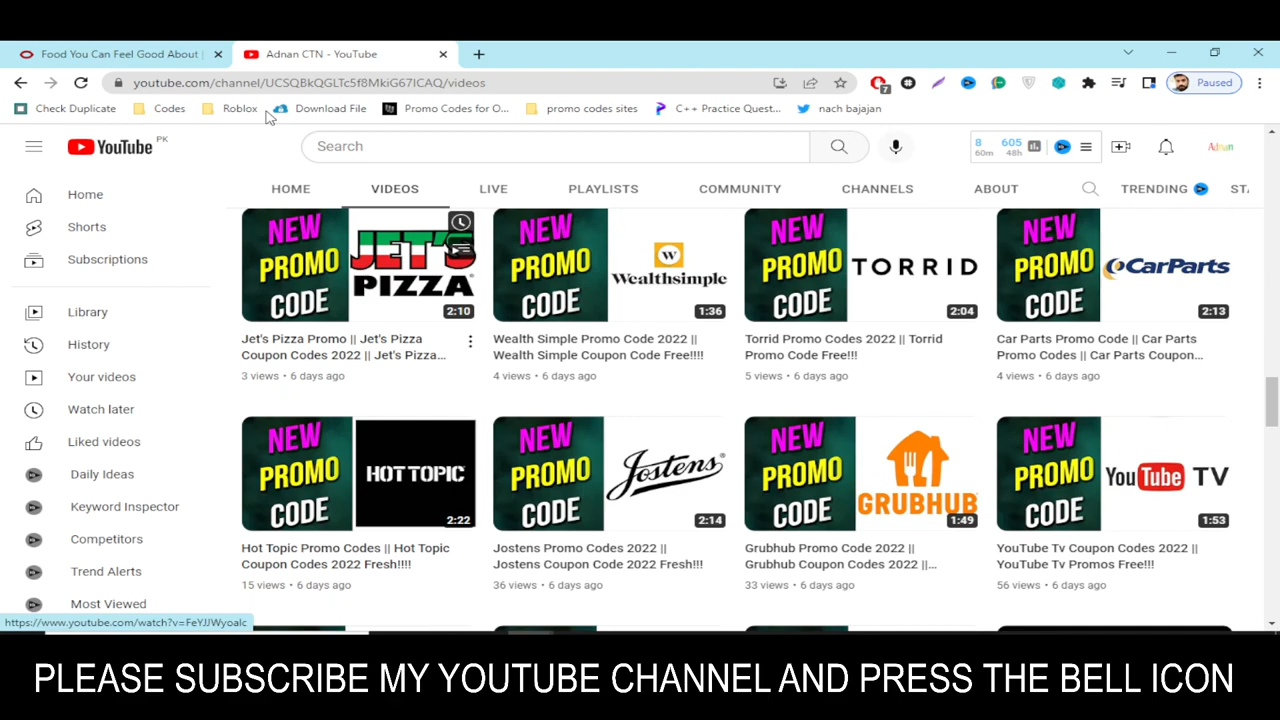 Food You Can Feel Good About |
Adnan CTN - YouTube
youtube.com/channel/UCSQBkQGLTc5f8MkiG67ICAQ/videos
7
Paused
Check Duplicate
Codes
Roblox
Download File
Promo Codes for O...
promo codes sites
C++ Practice Quest...
nach bajajan
YouTube PK
Search
8 60m
605 48h
Adnan
HOME VIDEOS LIVE PLAYLISTS COMMUNITY CHANNELS ABOUT TRENDING STA
Home
Shorts
Subscriptions
Library
History
Your videos
Watch later
Liked videos
Daily Ideas
Keyword Inspector
Competitors
Trend Alerts
Most Viewed
NEW
PROMO
CODE
JET'S
PIZZA
2:10
Jet's Pizza Promo || Jet's Pizza
Coupon Codes 2022 || Jet's Pizza...
3 views • 6 days ago
NEW
PROMO
CODE
W
Wealthsimple
1:36
Wealth Simple Promo Code 2022 ||
Wealth Simple Coupon Code Free!!!!
4 views • 6 days ago
NEW
PROMO
CODE
TORRID
2:04
Torrid Promo Codes 2022 || Torrid
Promo Code Free!!!
5 views • 6 days ago
NEW
PROMO
CODE
CarParts
2:13
Car Parts Promo Code || Car Parts
Promo Codes || Car Parts Coupon...
4 views • 6 days ago
NEW
PROMO
CODE
HOT TOPIC
2:22
Hot Topic Promo Codes || Hot Topic
Coupon Codes 2022 Fresh!!!!
15 views • 6 days ago
NEW
PROMO
CODE
Jostens
2:14
Jostens Promo Codes 2022 ||
Jostens Coupon Code 2022 Fresh!!!
36 views • 6 days ago
NEW
PROMO
CODE
GRUBHUB
1:49
Grubhub Promo Code 2022 ||
Grubhub Coupon Codes 2022 ||...
33 views • 6 days ago
NEW
PROMO
CODE
YouTube TV
1:53
YouTube Tv Coupon Codes 2022 ||
YouTube Tv Promos Free!!!
56 views • 6 days ago
https://www.youtube.com/watch?v=FeYJJWyoalc
PLEASE SUBSCRIBE MY YOUTUBE CHANNEL AND PRESS THE BELL ICON